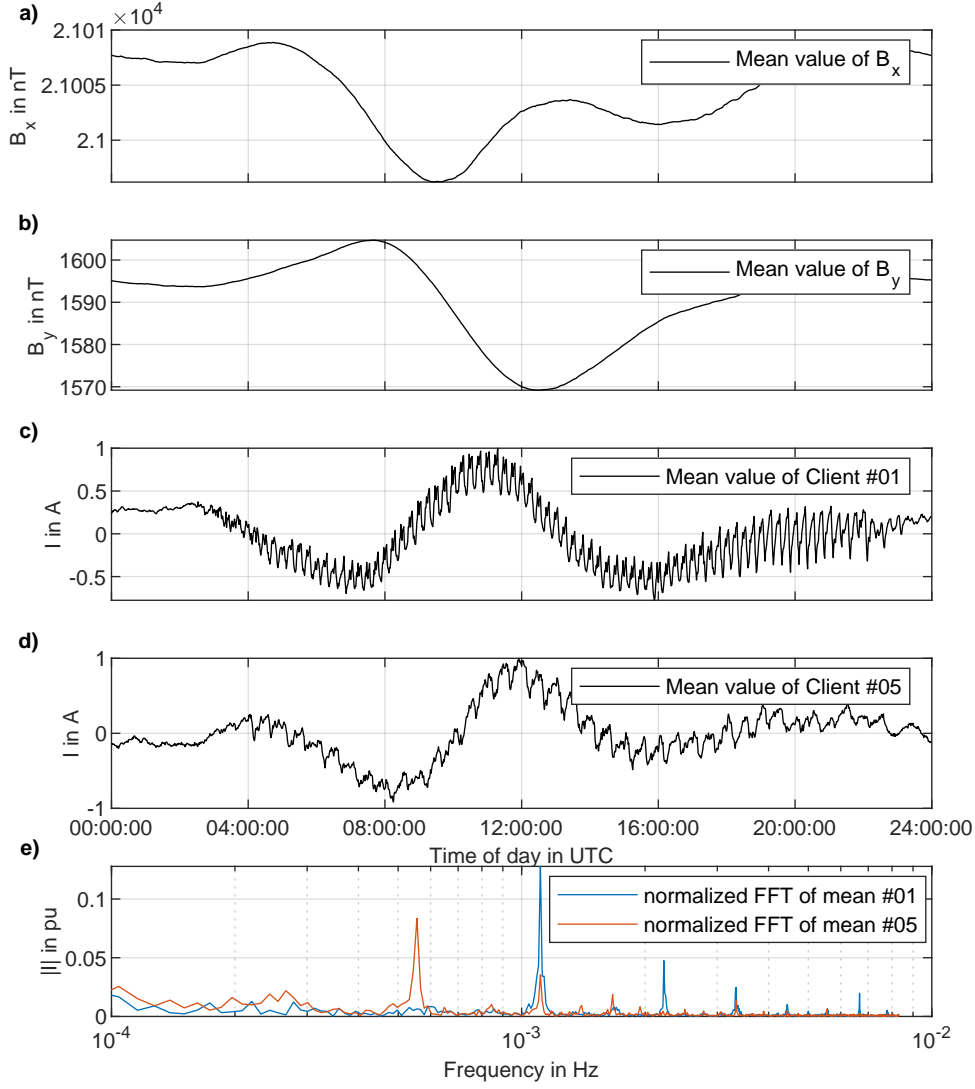 a)
×10⁴
2.101
2.1005
2.1
B_x in nT
Mean value of B_x
b)
1600
1590
1580
1570
B_y in nT
Mean value of B_y
c)
1
0.5
0
-0.5
I in A
Mean value of Client #01
d)
1
0
-1
I in A
Mean value of Client #05
00:00:00 04:00:00 08:00:00 12:00:00 16:00:00 20:00:00 24:00:00
Time of day in UTC
e)
0.1
0.05
0
|I| in pu
normalized FFT of mean #01
normalized FFT of mean #05
10⁻⁴ 10⁻³ 10⁻²
Frequency in Hz